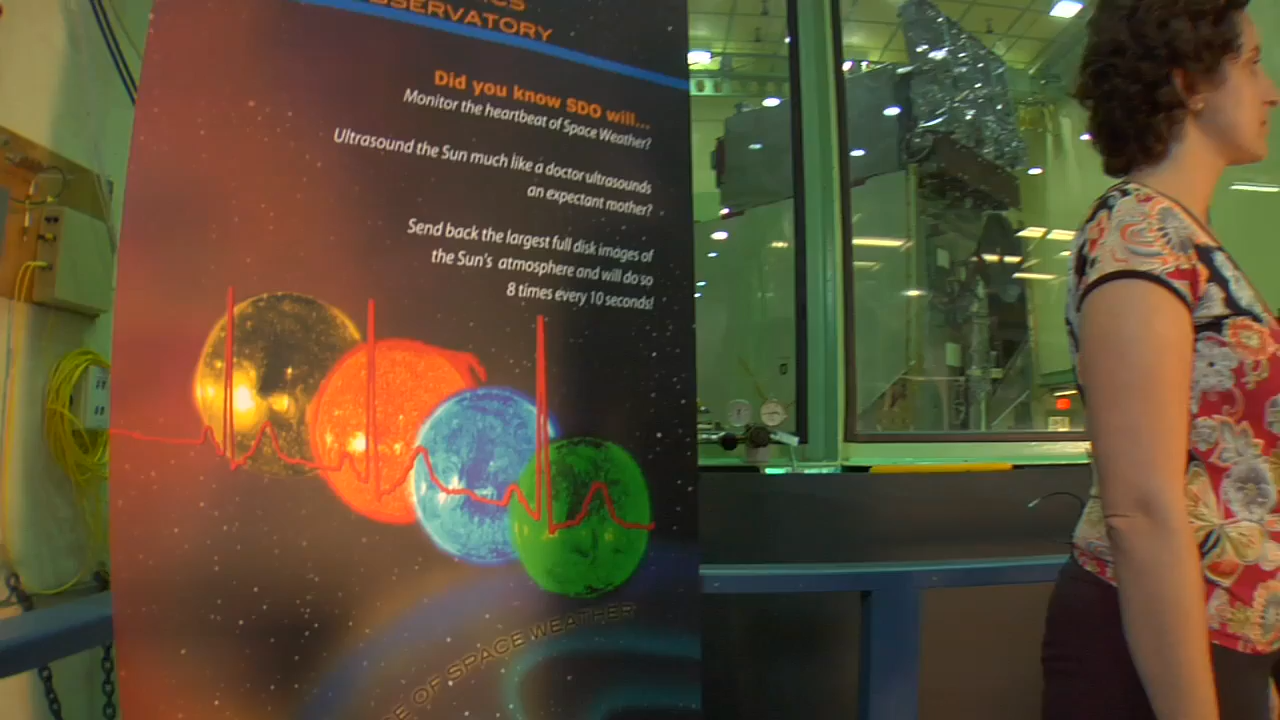 OBSERVATORY
Did you know SDO will...
Monitor the heartbeat of Space Weather?
Ultrasound the Sun much like a doctor ultrasounds
an expectant mother?
Send back the largest full disk images of
the Sun's atmosphere and will do so
8 times every 10 seconds!
OF SPACE WEATHER